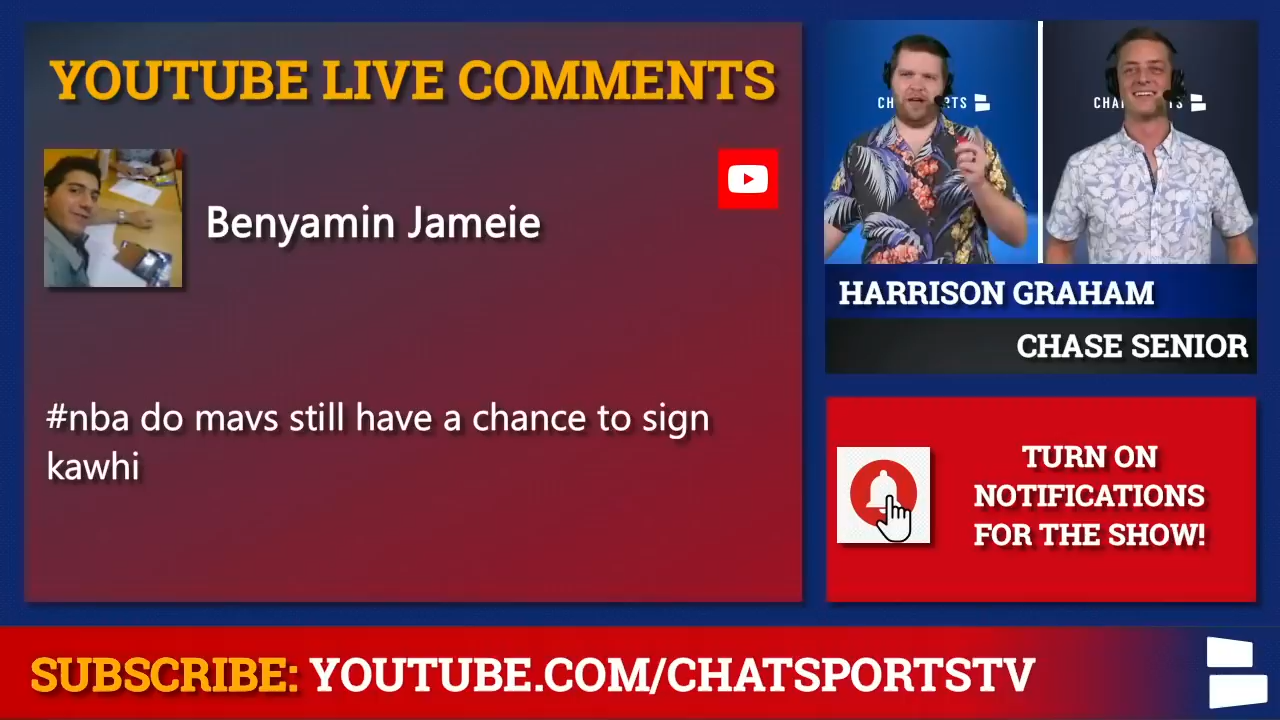 YOUTUBE LIVE COMMENTS
Benyamin Jameie
#nba do mavs still have a chance to sign
kawhi
HARRISON GRAHAM
CHASE SENIOR
TURN ON
NOTIFICATIONS
FOR THE SHOW!
SUBSCRIBE: YOUTUBE.COM/CHATSPORTSTV